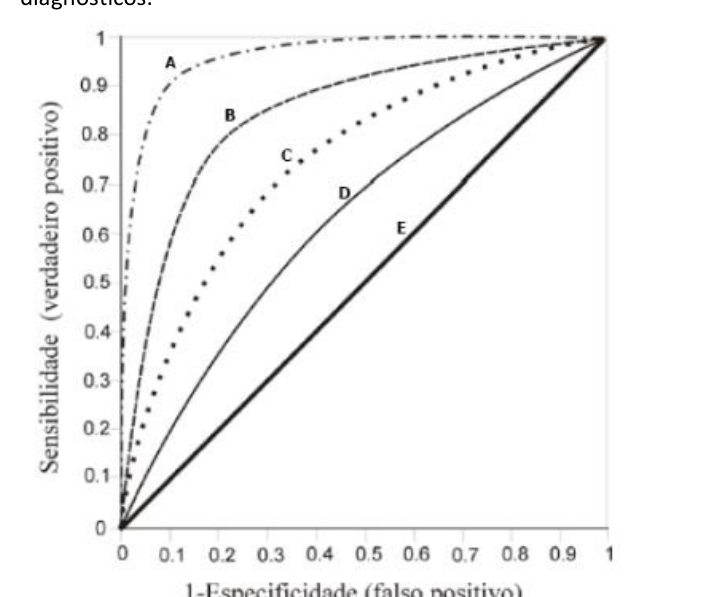 diagnósticos.
1
A
0.9
B
0.8
C
0.7
D
E
0.6
0.5
0.4
0.3
0.2
0.1
0
0 0.1 0.2 0.3 0.4 0.5 0.6 0.7 0.8 0.9 1
Sensibilidade (verdadeiro positivo)
1-Especificidade (falso positivo)